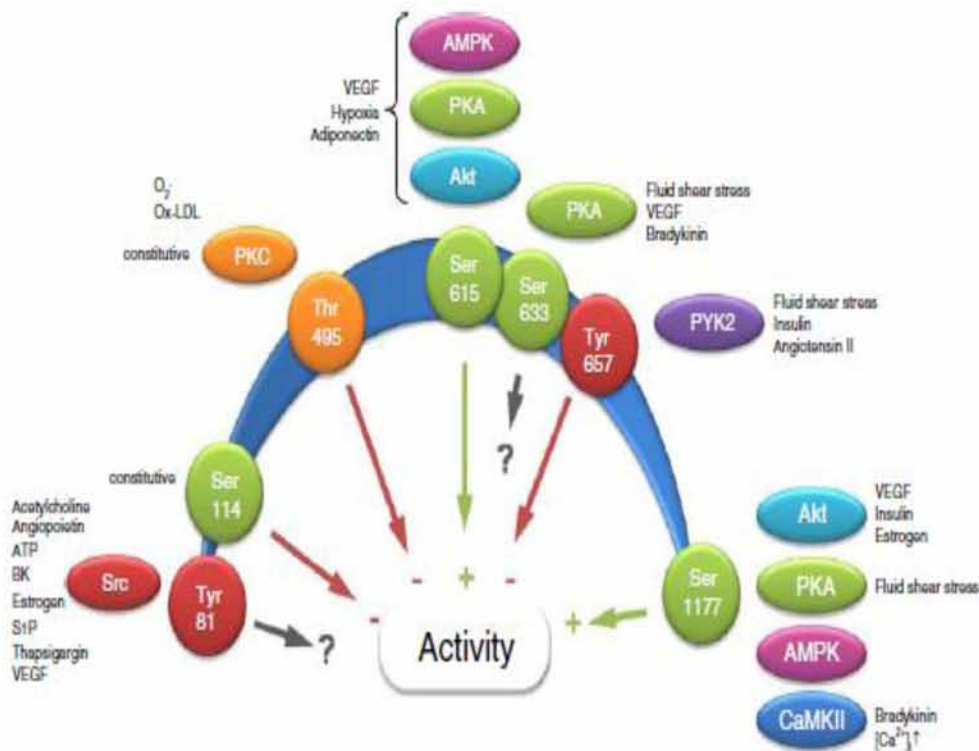 AMPK
VEGF
Hypoxis
Adiponectin
PKA
Akt
O2-
Ox-LDL
constitutive
PKC
PKA
Fluid shear stress
VEGF
Bradykinin
Thr
495
Ser
615
Ser
633
Tyr
657
PYK2
Fluid shear stress
Insulin
Angiotensin II
?
constitutive
Ser
114
Acetylcholine
Angiopoietin
ATP
BK
Estrogen
S1P
Thapsigargin
VEGF
Src
Tyr
81
?
-
-
+
-
+
Activity
Ser
1177
Akt
VEGF
Insulin
Estrogen
PKA
Fluid shear stress
AMPK
CaMKII
Bradykinin
[Ca2+]i↑